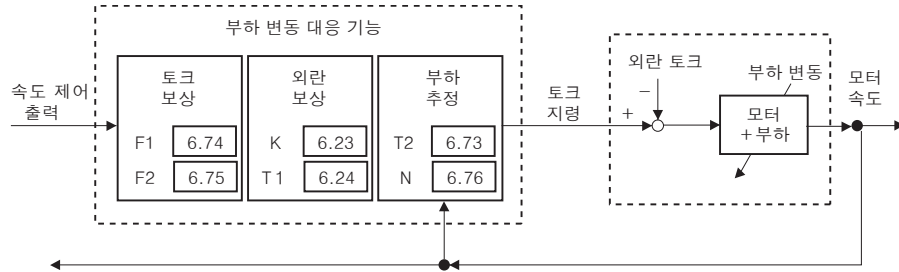 부하 변동 대응 기능
속도 제어
출력
토크
보상
F1 6.74
F2 6.75
외란
보상
K 6.23
T1 6.24
부하
추정
T2 6.73
N 6.76
토크
지령
외란 토크
−
+
부하 변동
모터
+부하
모터
속도